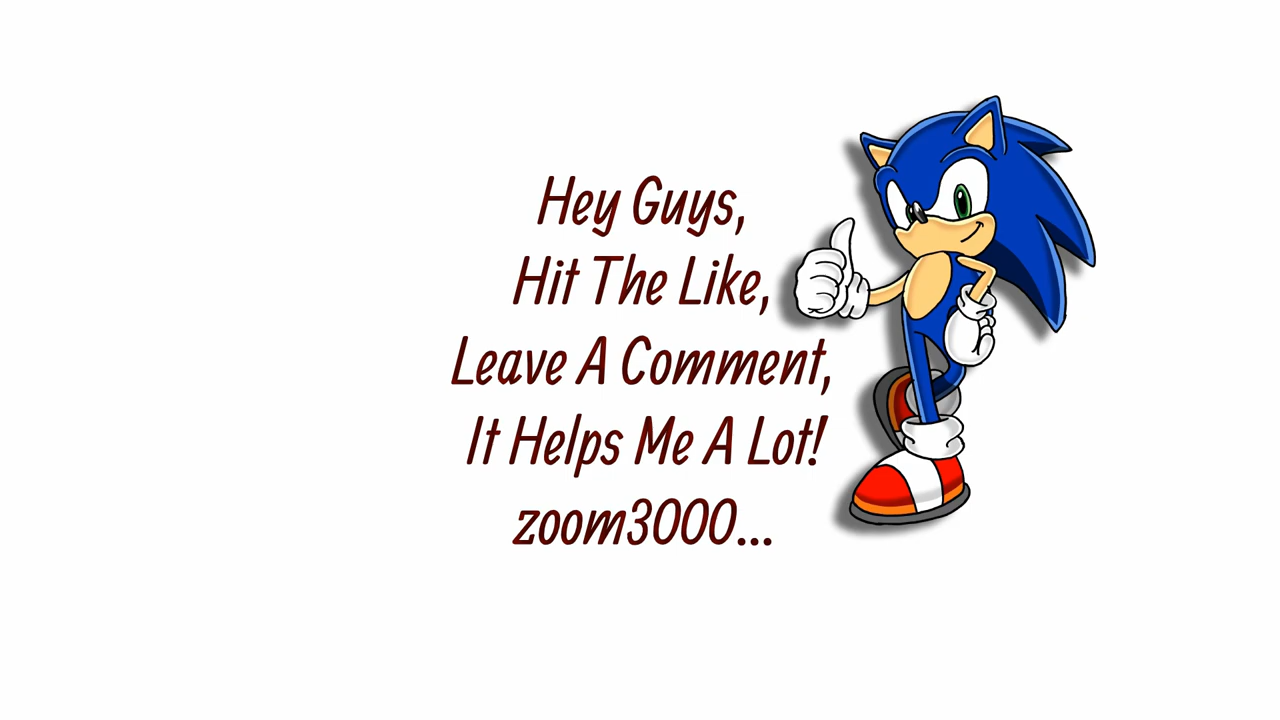 Hey Guys,
Hit The Like,
Leave A Comment,
It Helps Me A Lot!
zoom3000...